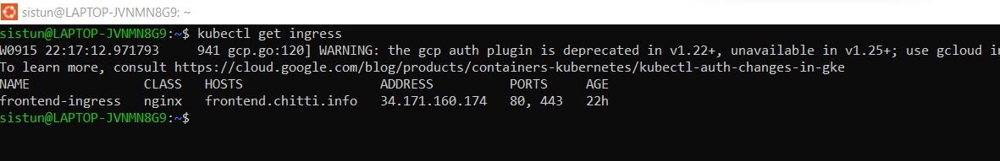 sistun@LAPTOP-JVNMN8G9: ~
sistun@LAPTOP-JVNMN8G9:~$ kubectl get ingress
W0915 22:17:12.971793     941 gcp.go:120] WARNING: the gcp auth plugin is deprecated in v1.22+, unavailable in v1.25+; use gcloud
To learn more, consult https://cloud.google.com/blog/products/containers-kubernetes/kubectl-auth-changes-in-gke
NAME               CLASS   HOSTS                  ADDRESS          PORTS     AGE
frontend-ingress   nginx   frontend.chitti.info   34.171.160.174   80, 443   22h
sistun@LAPTOP-JVNMN8G9:~$